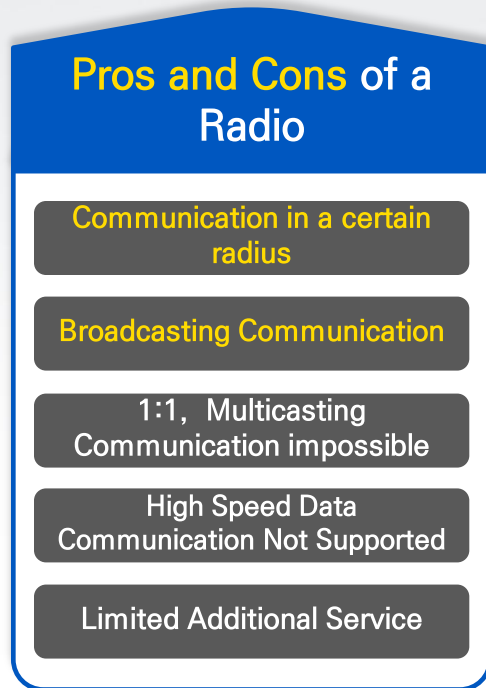 Pros and Cons of a
Radio
Communication in a certain
radius
Broadcasting Communication
1:1, Multicasting
Communication impossible
High Speed Data
Communication Not Supported
Limited Additional Service